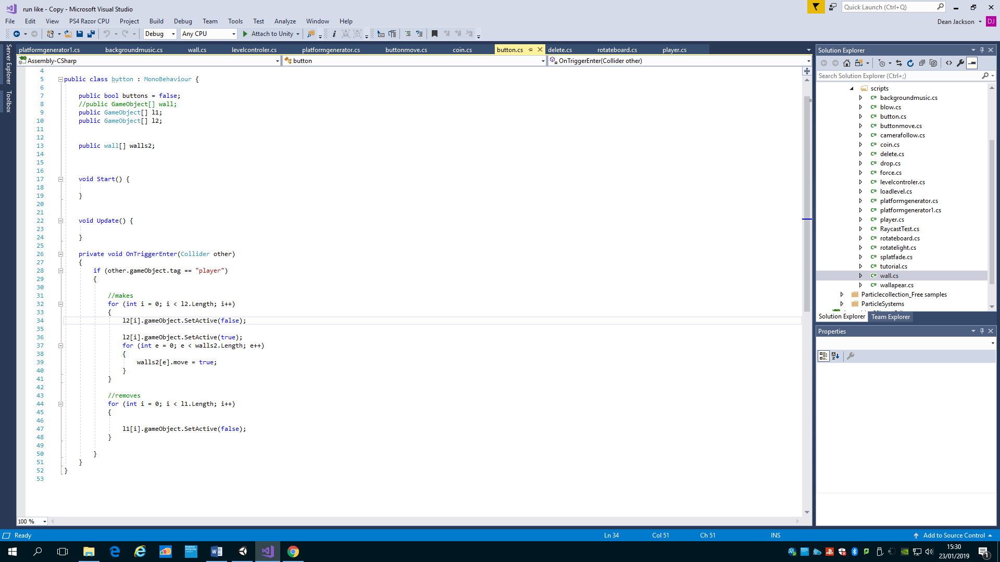 run like - Copy - Microsoft Visual Studio
Quick Launch (Ctrl+Q)
File Edit View PS4 Razor CPU Project Build Debug Team Tools Test Analyze Window Help
Dean Jackson DJ
Debug Any CPU Attach to Unity
platformgenerator1.cs backgroundmusic.cs wall.cs levelcontroler.cs platformgenerator.cs buttonmove.cs coin.cs button.cs delete.cs rotateboard.cs player.cs
Assembly-CSharp button OnTriggerEnter(Collider other)
Server Explorer
Toolbox
4
5 public class button : MonoBehaviour {
6
7 public bool buttons = false;
8 //public GameObject[] wall;
9 public GameObject[] l1;
10 public GameObject[] l2;
11
12
13 public wall[] walls2;
14
15
16
17 void Start() {
18
19 }
20
21
22 void Update() {
23
24 }
25
26 private void OnTriggerEnter(Collider other)
27 {
28 if (other.gameObject.tag == "player")
29 {
30
31 //makes
32 for (int i = 0; i < l2.Length; i++)
33 {
34 l2[i].gameObject.SetActive(false);
35
36 l2[i].gameObject.SetActive(true);
37 for (int e = 0; e < walls2.Length; e++)
38 {
39 walls2[e].move = true;
40 }
41 }
42
43 //removes
44 for (int i = 0; i < l1.Length; i++)
45 {
46
47 l1[i].gameObject.SetActive(false);
48 }
49
50 }
51 }
52 }
53
100 %
Solution Explorer
Search Solution Explorer (Ctrl+;)
scripts
C# backgroundmusic.cs
C# blow.cs
C# button.cs
C# buttonmove.cs
C# camerafollow.cs
C# coin.cs
C# delete.cs
C# drop.cs
C# force.cs
C# levelcontroler.cs
C# loadlevel.cs
C# platformgenerator.cs
C# platformgenerator1.cs
C# player.cs
C# RaycastTest.cs
C# rotateboard.cs
C# rotatelight.cs
C# splatfade.cs
C# tutorial.cs
C# wall.cs
C# wallapear.cs
Particlecollection_Free samples
ParticleSystems
Solution Explorer Team Explorer
Properties
Ready Ln 34 Col 51 Ch 51 INS Add to Source Control
15:30
23/01/2019
1